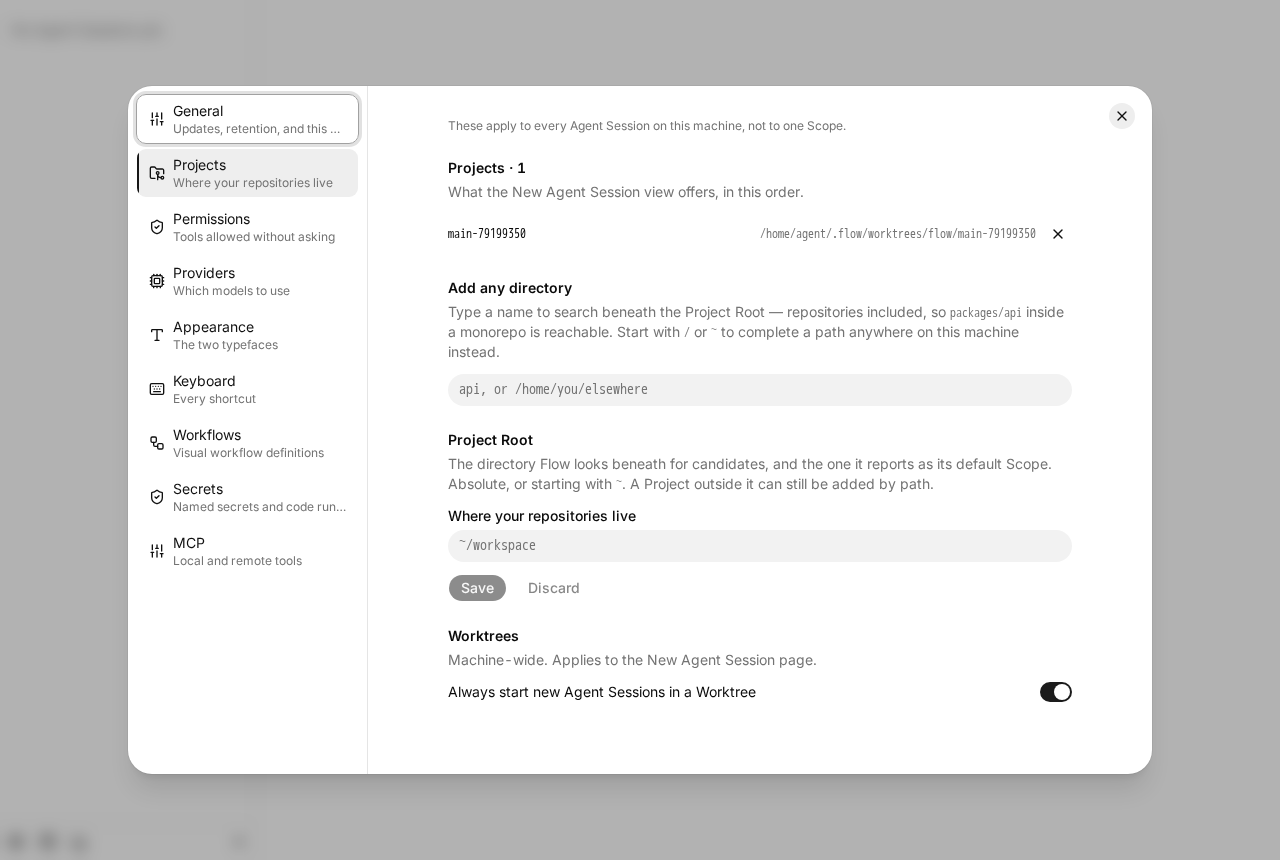 General
Updates, retention, and this ...
Projects
Where your repositories live
Permissions
Tools allowed without asking
Providers
Which models to use
Appearance
The two typefaces
Keyboard
Every shortcut
Workflows
Visual workflow definitions
Secrets
Named secrets and code run...
MCP
Local and remote tools
These apply to every Agent Session on this machine, not to one Scope.
Projects · 1
What the New Agent Session view offers, in this order.
main-79199350 /home/agent/.flow/worktrees/flow/main-79199350
Add any directory
Type a name to search beneath the Project Root — repositories included, so packages/api inside
a monorepo is reachable. Start with / or ~ to complete a path anywhere on this machine
instead.
api, or /home/you/elsewhere
Project Root
The directory Flow looks beneath for candidates, and the one it reports as its default Scope.
Absolute, or starting with ~. A Project outside it can still be added by path.
Where your repositories live
~/workspace
Save Discard
Worktrees
Machine-wide. Applies to the New Agent Session page.
Always start new Agent Sessions in a Worktree